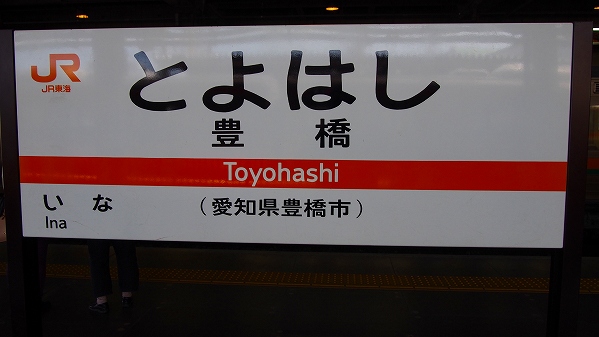 JR
JR東海
とよはし
豊橋
Toyohashi
いな
Ina
（愛知県豊橋市）